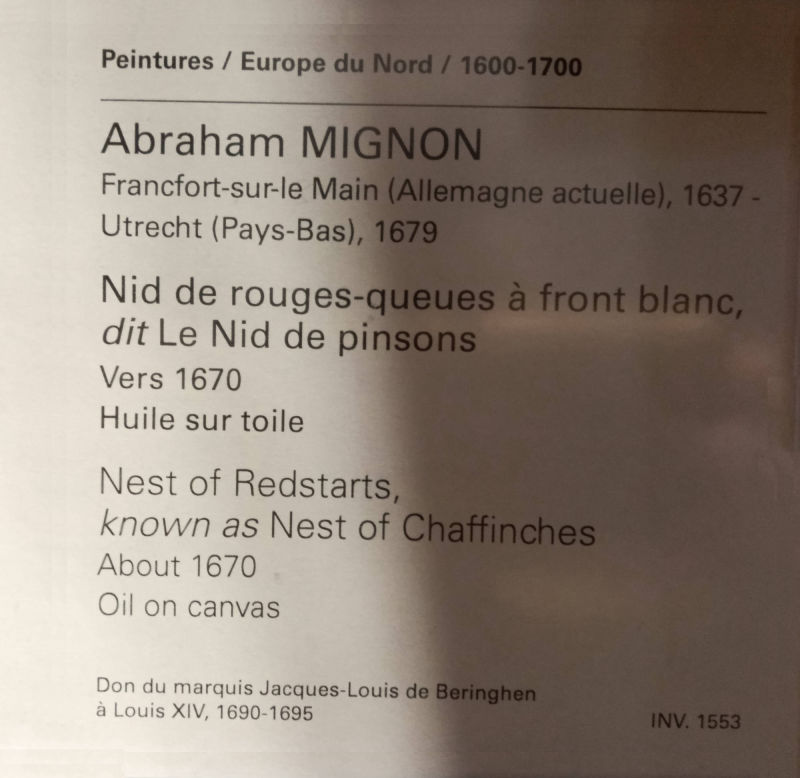 Peintures / Europe du Nord / 1600-1700
Abraham MIGNON
Francfort-sur-le Main (Allemagne actuelle), 1637 -
Utrecht (Pays-Bas), 1679
Nid de rouges-queues à front blanc,
dit Le Nid de pinsons
Vers 1670
Huile sur toile
Nest of Redstarts,
known as Nest of Chaffinches
About 1670
Oil on canvas
Don du marquis Jacques-Louis de Beringhen
à Louis XIV, 1690-1695
INV. 1553